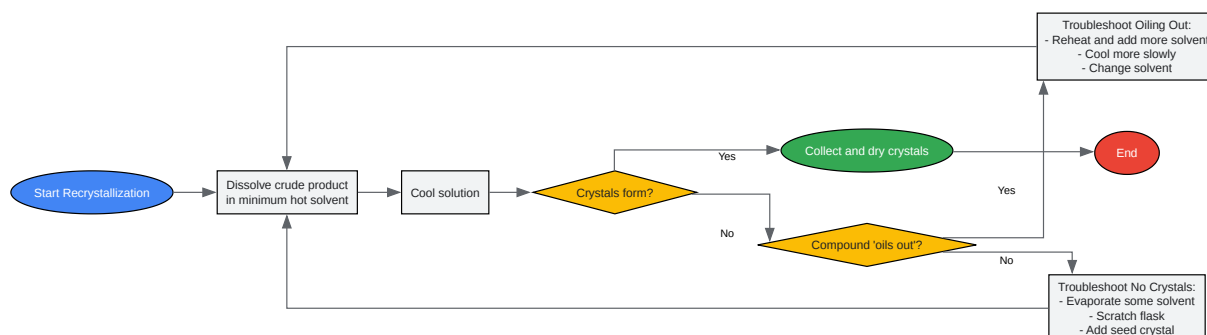 Troubleshoot Oiling Out:
- Reheat and add more solvent
- Cool more slowly
- Change solvent
Yes
Collect and dry crystals
End
Start Recrystallization
Dissolve crude product
in minimum hot solvent
Cool solution
Crystals form?
Yes
No
Compound 'oils out'?
No
Troubleshoot No Crystals:
- Evaporate some solvent
- Scratch flask
- Add seed crystal